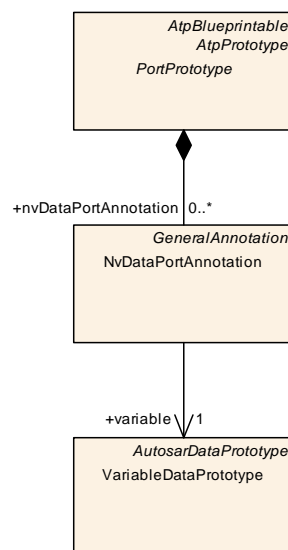 AtpBlueprintable
AtpPrototype
PortPrototype
+nvDataPortAnnotation 0..*
GeneralAnnotation
NvDataPortAnnotation
+variable 1
AutosarDataPrototype
VariableDataPrototype